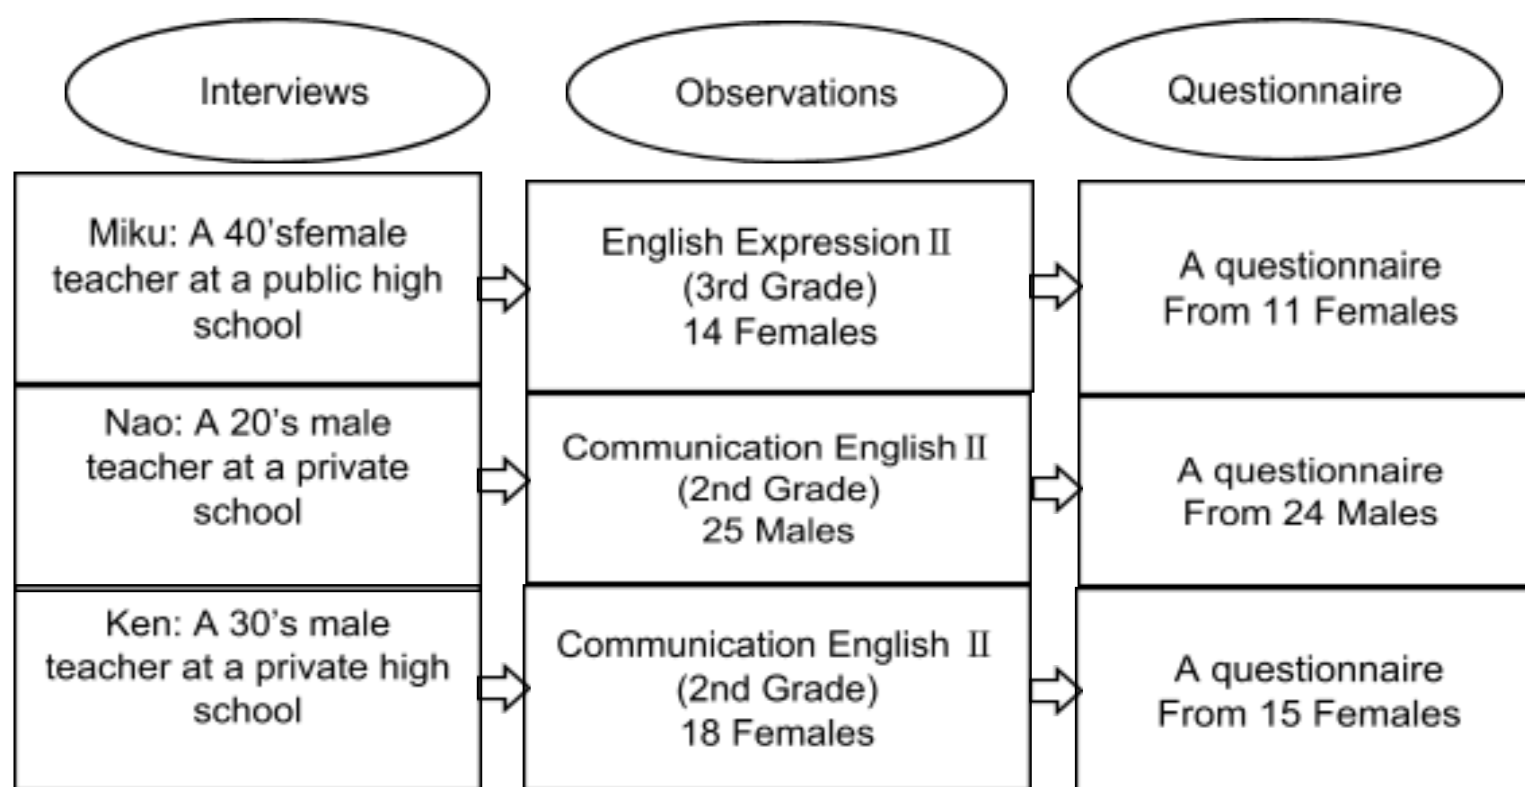 Interviews
Observations
Questionnaire
Miku: A 40'sfemale
teacher at a public high
school
English Expression Ⅱ
(3rd Grade)
14 Females
A questionnaire
From 11 Females
Nao: A 20's male
teacher at a private
school
Communication English Ⅱ
(2nd Grade)
25 Males
A questionnaire
From 24 Males
Ken: A 30's male
teacher at a private high
school
Communication English Ⅱ
(2nd Grade)
18 Females
A questionnaire
From 15 Females